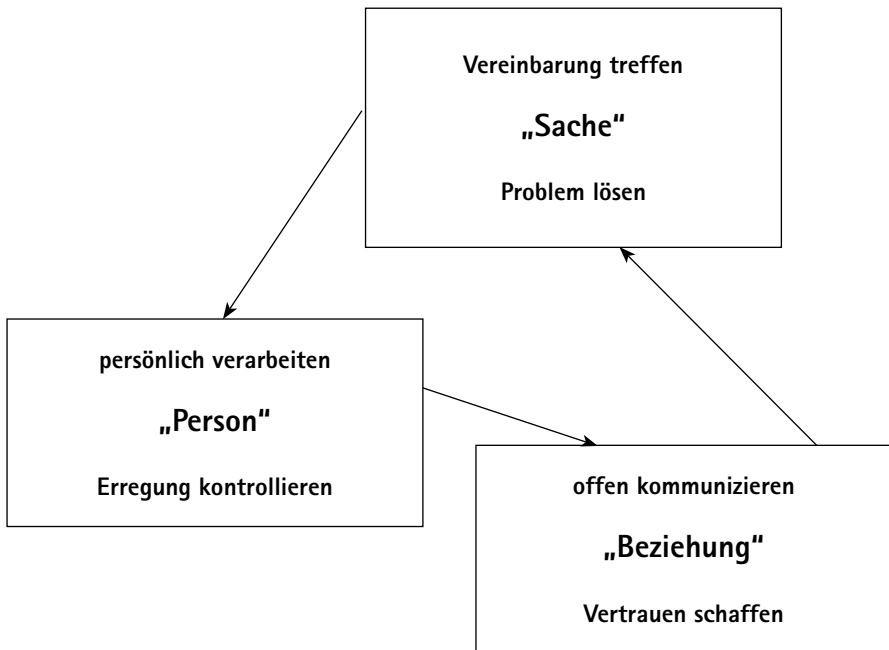 Vereinbarung treffen
„Sache“
Problem lösen
persönlich verarbeiten
„Person“
Erregung kontrollieren
offen kommunizieren
„Beziehung“
Vertrauen schaffen